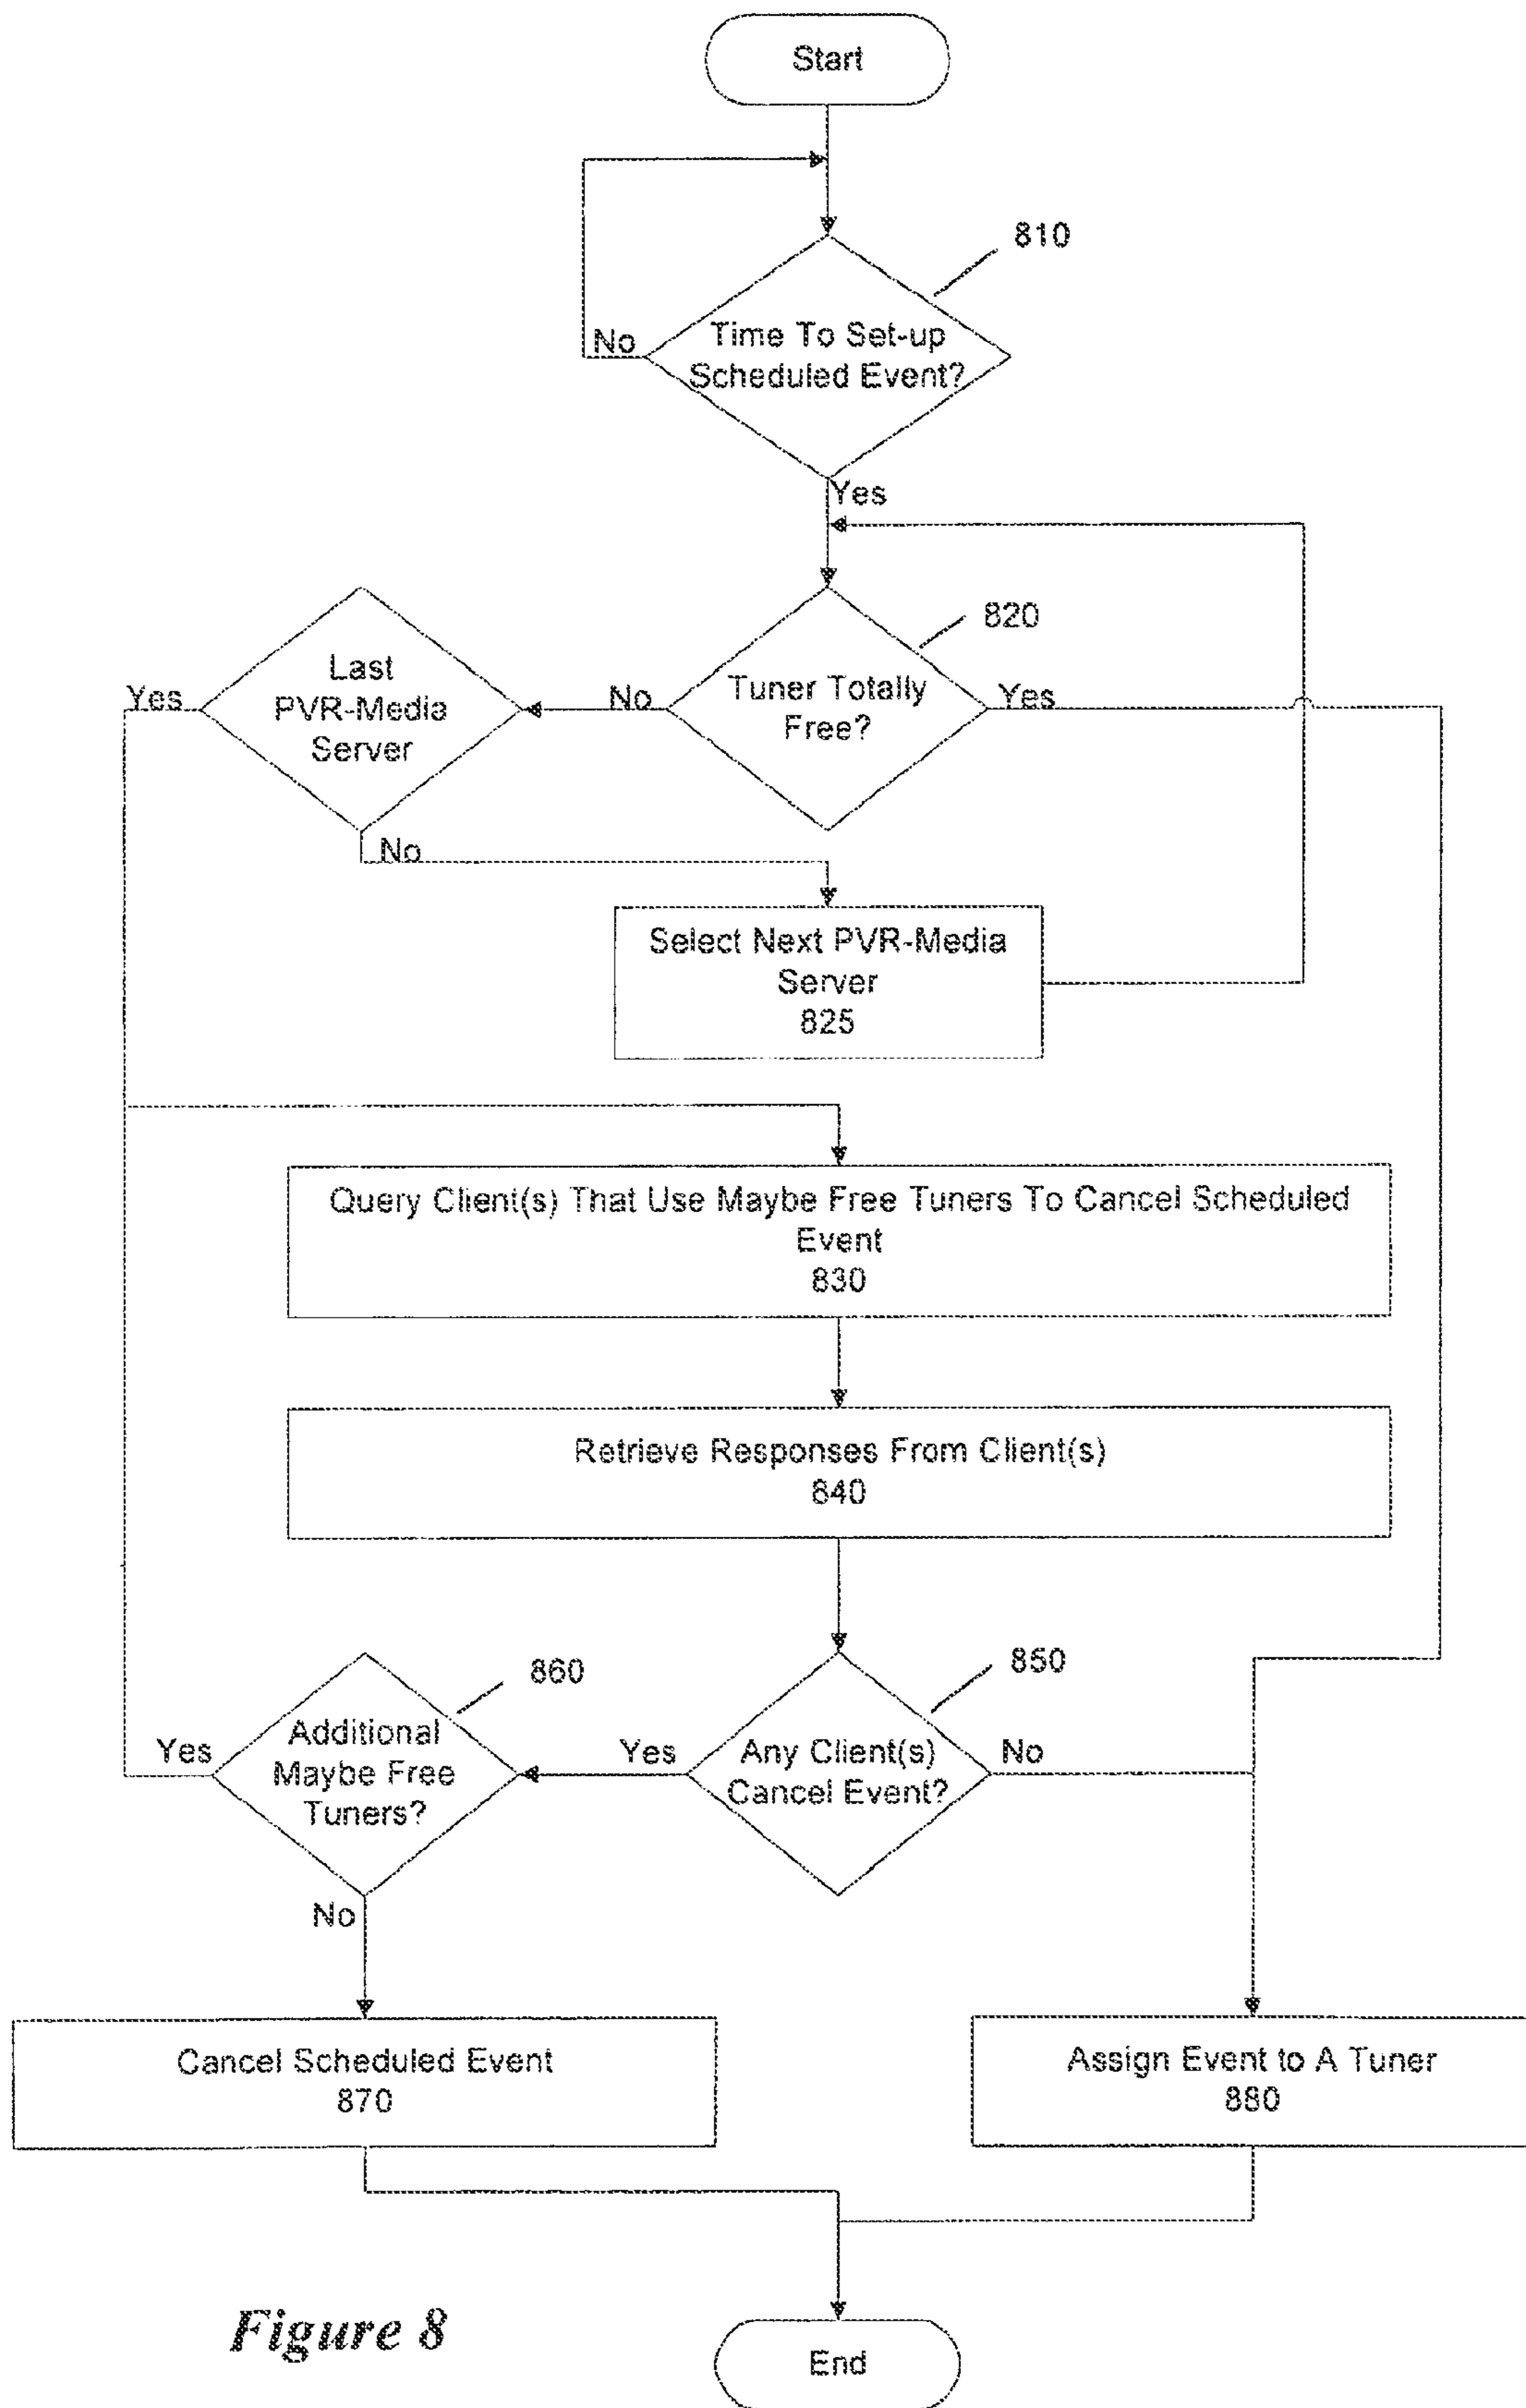 Start
810
Time To Set-up
Scheduled Event?
No
Yes
820
Last
PVR-Media
Server
Yes
No
Tuner Totally
Free?
Yes
No
Select Next PVR-Media
Server
825
Query Client(s) That Use Maybe Free Tuners To Cancel Scheduled
Event
830
Retrieve Responses From Client(s)
840
860
850
Additional
Maybe Free
Tuners?
Yes
Yes
Any Client(s)
Cancel Event?
No
No
Cancel Scheduled Event
870
Assign Event to A Tuner
880
Figure 8
End